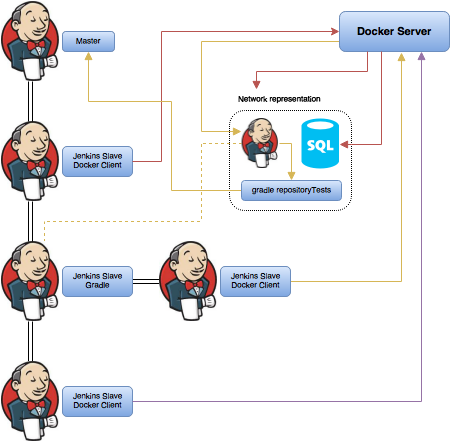 Master
Docker Server
Network representation
SQL
Jenkins Slave
Docker Client
gradle repositoryTests
Jenkins Slave
Gradle
Jenkins Slave
Docker Client
Jenkins Slave
Docker Client